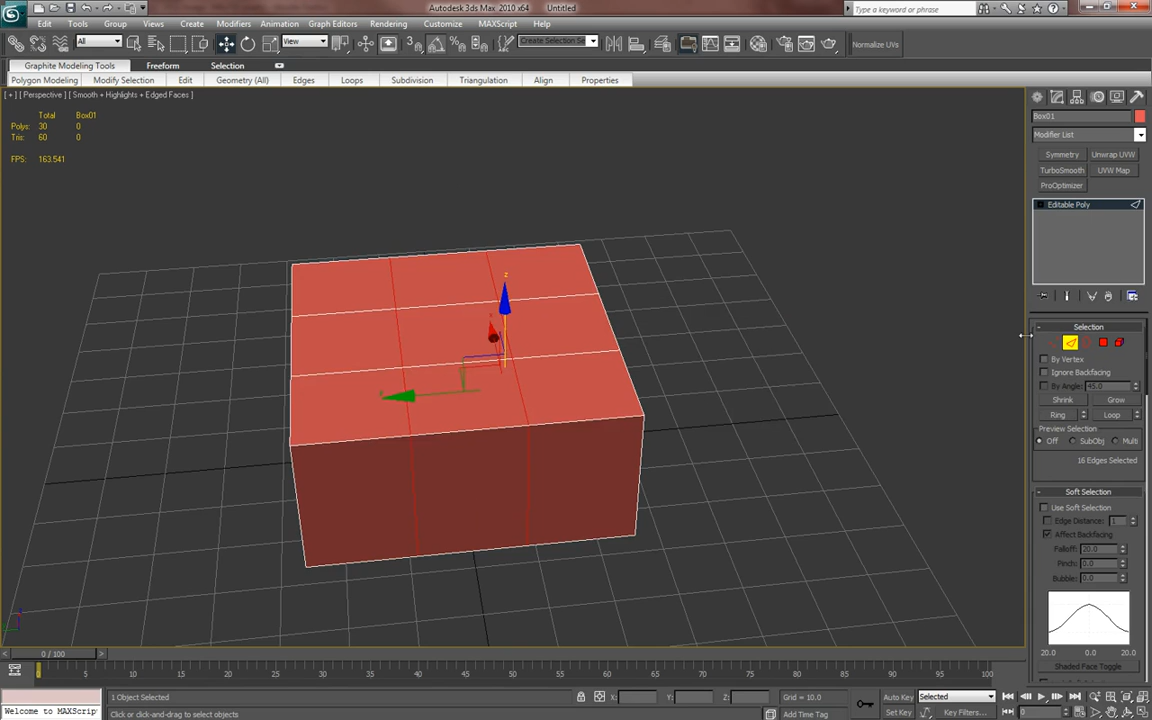 Autodesk 3ds Max 2010 x64 Untitled
Type a keyword or phrase
Edit Tools Group Views Create Modifiers Animation Graph Editors Rendering Customize MAXScript Help
All View Create Selection Se Normalize UVs
Graphite Modeling Tools Freeform Selection
Polygon Modeling Modify Selection Edit Geometry (All) Edges Loops Subdivision Triangulation Align Properties
[ + ] [ Perspective ] [ Smooth + Highlights + Edged Faces ]
Total Box01
Polys: 30 0
Tris: 60 0
FPS: 163.541
z
Box01
Modifier List
Symmetry Unwrap UVW
TurboSmooth UVW Map
ProOptimizer
Editable Poly
Selection
By Vertex
Ignore Backfacing
By Angle: 45.0
Shrink Grow
Ring Loop
Preview Selection
Off SubObj Multi
16 Edges Selected
Soft Selection
Use Soft Selection
Edge Distance: 1
Affect Backfacing
Falloff: 20.0
Pinch: 0.0
Bubble: 0.0
20.0 0.0 20.0
Shaded Face Toggle
0 / 100
0 5 10 15 20 25 30 35 40 45 50 55 60 65 70 75 80 85 90 95 100
1 Object Selected X: Y: Z: Grid = 10.0 Auto Key Selected
Welcome to MAXScript Click or click-and-drag to select objects Add Time Tag Set Key Key Filters... 0